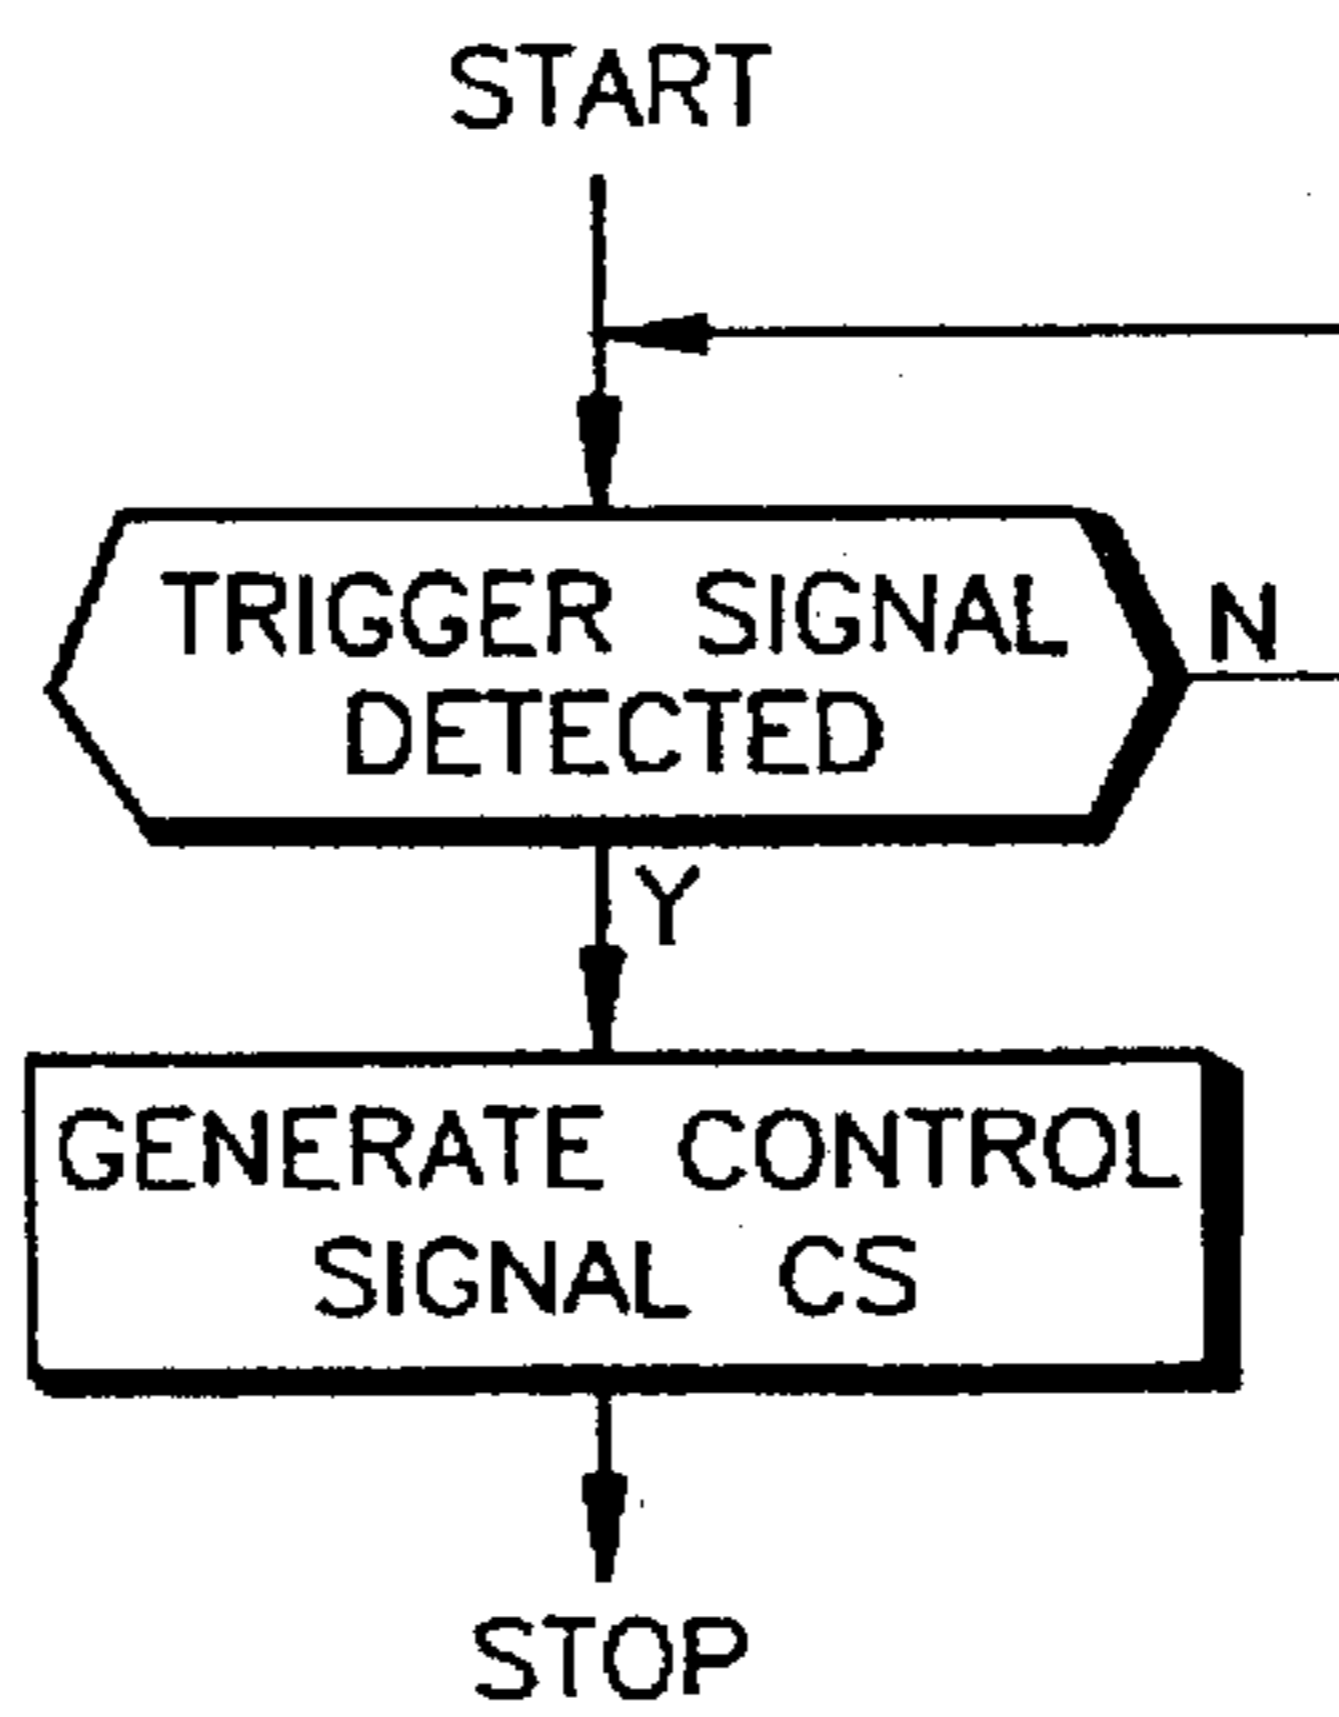 START
TRIGGER SIGNAL
DETECTED
N
Y
GENERATE CONTROL
SIGNAL CS
STOP